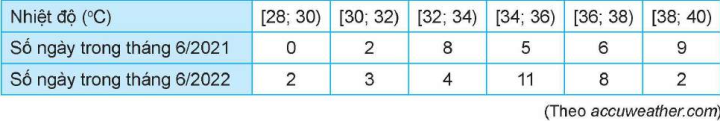 Nhiệt độ (°C) [28; 30) [30; 32) [32; 34) [34; 36) [36; 38) [38; 40)
Số ngày trong tháng 6/2021 0 2 8 5 6 9
Số ngày trong tháng 6/2022 2 3 4 11 8 2
(Theo accuweather.com)